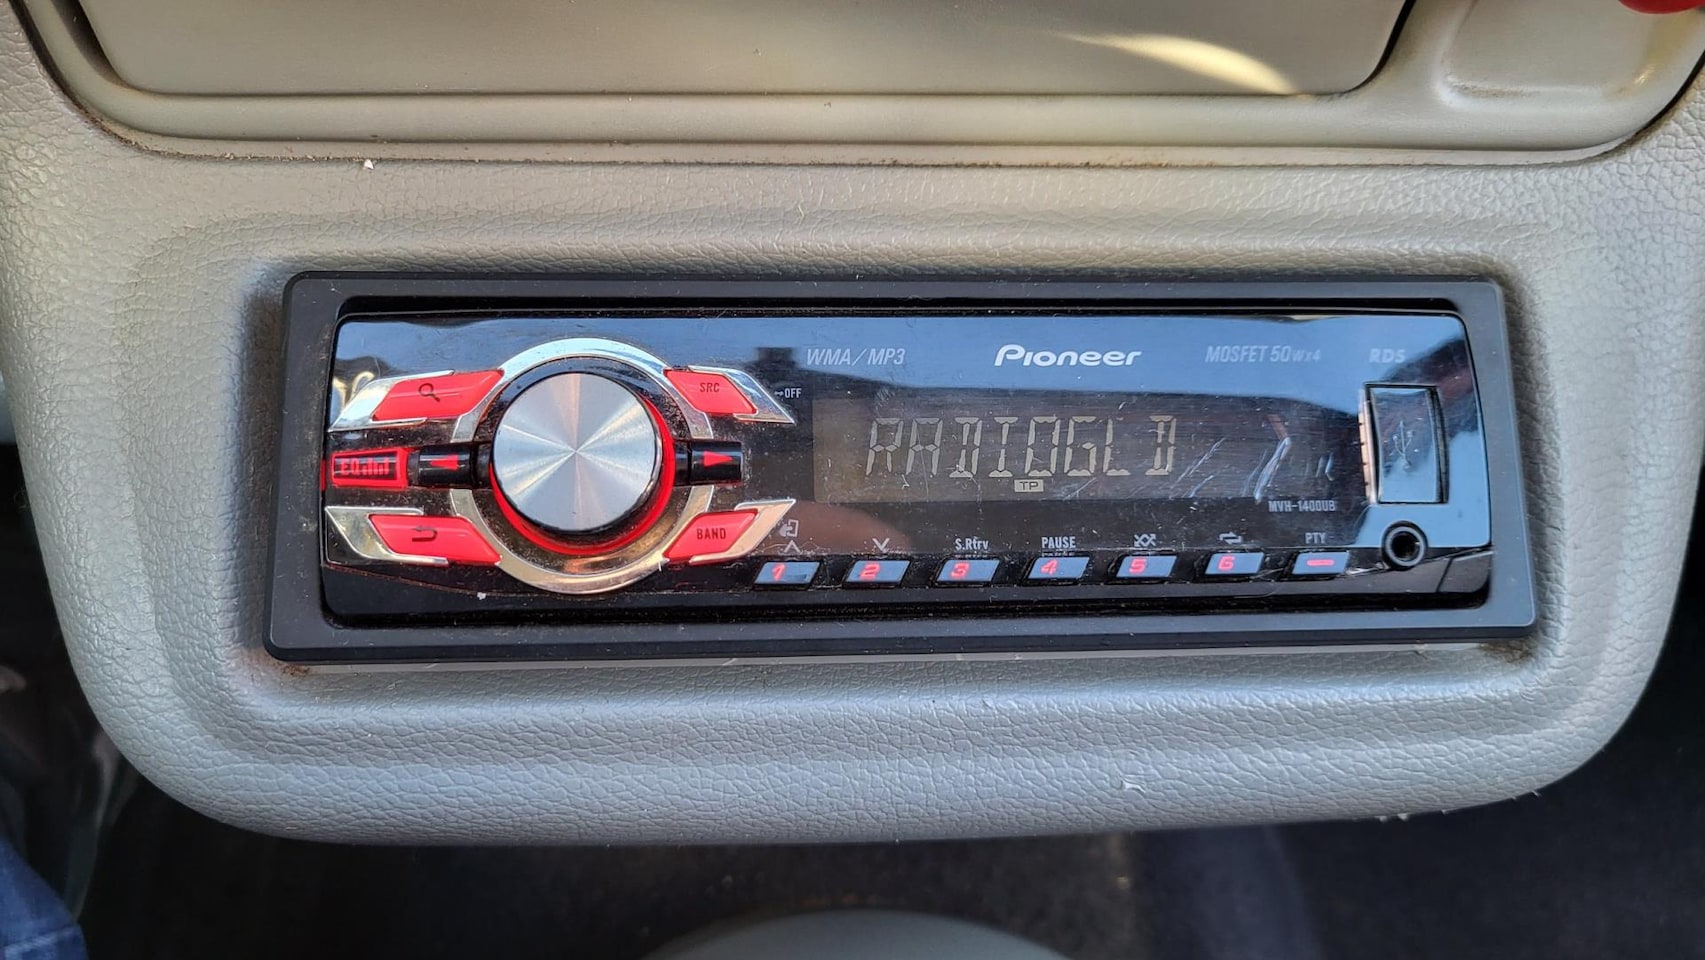 WMA/MP3 Pioneer MOSFET 50Wx4 RDS
SRC
OFF
RADIOGLD
EQ
TP
MVH-1400UB
BAND
S.Rtrv PAUSE PTY
1 2 3 4 5 6